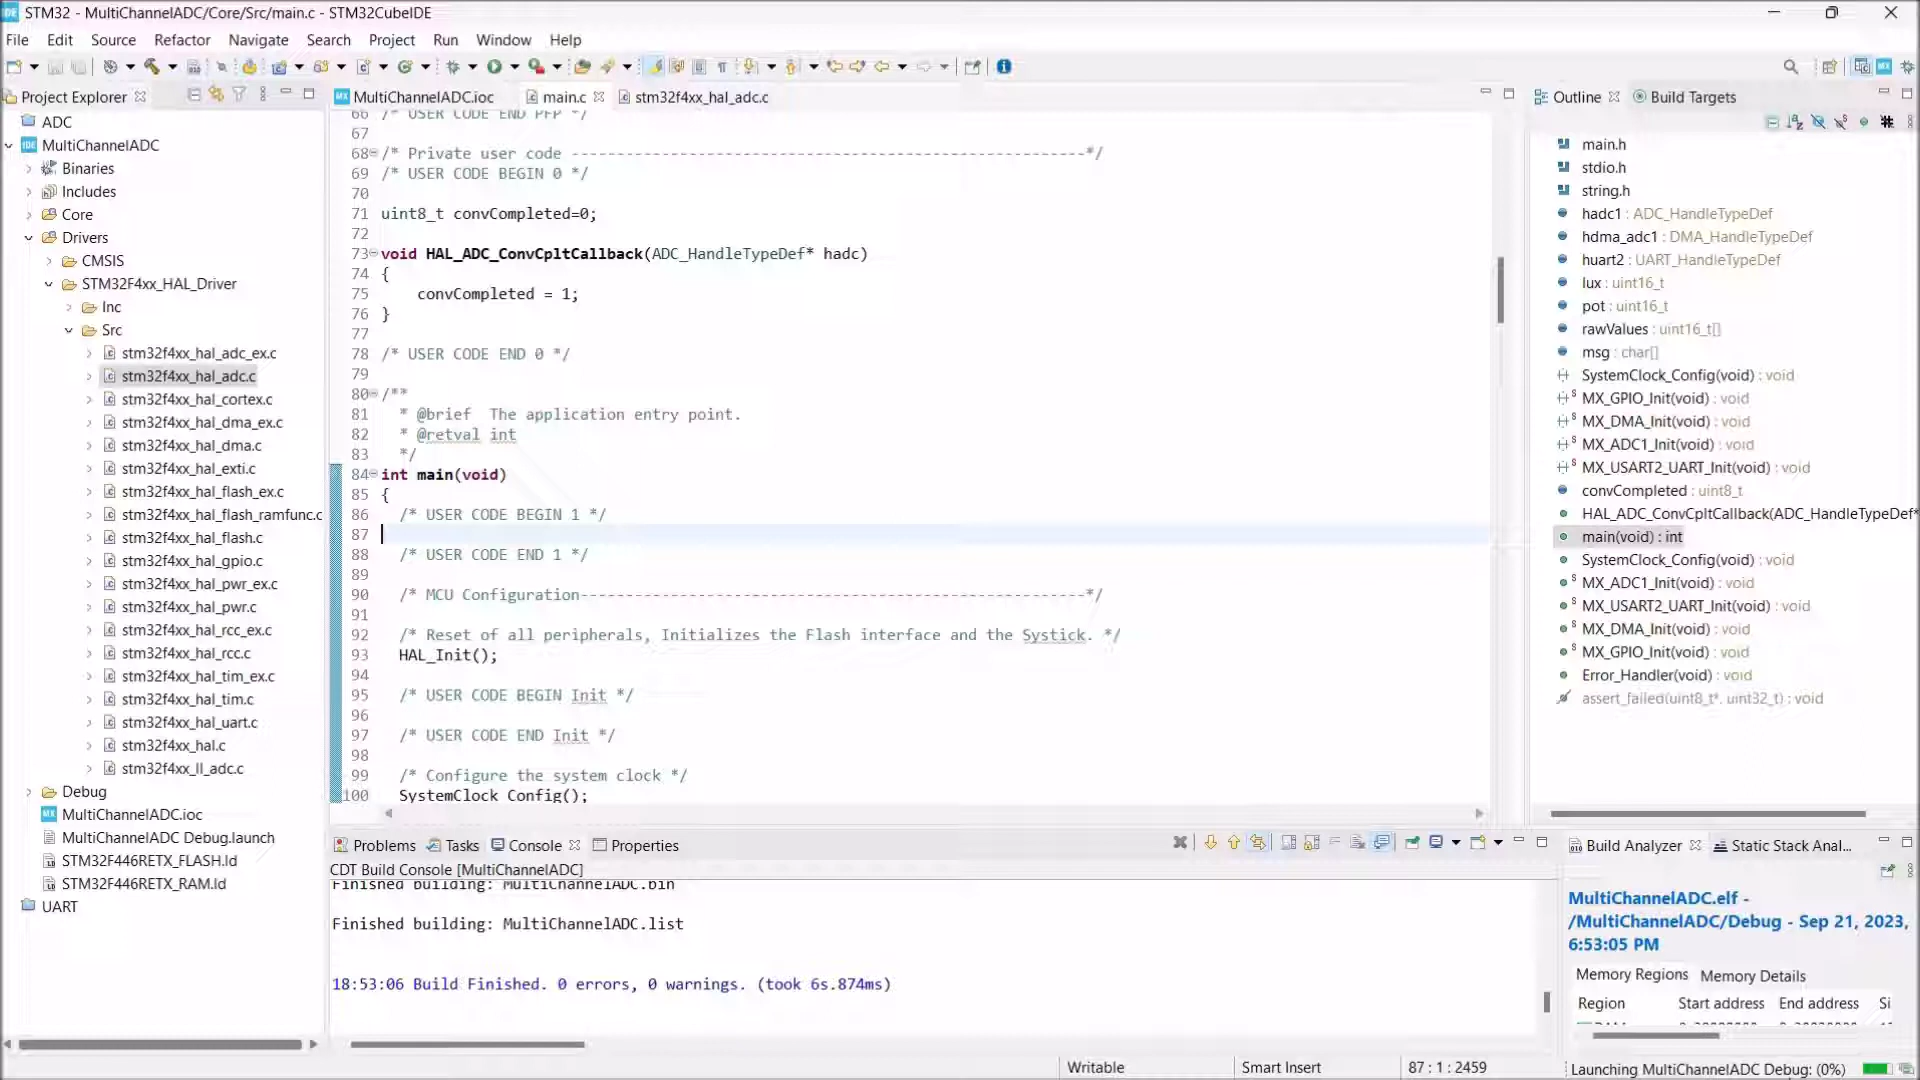 STM32 - MultiChannelADC/Core/Src/main.c - STM32CubeIDE
File Edit Source Refactor Navigate Search Project Run Window Help
Project Explorer
ADC
MultiChannelADC
Binaries
Includes
Core
Drivers
CMSIS
STM32F4xx_HAL_Driver
Inc
Src
stm32f4xx_hal_adc_ex.c
stm32f4xx_hal_adc.c
stm32f4xx_hal_cortex.c
stm32f4xx_hal_dma_ex.c
stm32f4xx_hal_dma.c
stm32f4xx_hal_exti.c
stm32f4xx_hal_flash_ex.c
stm32f4xx_hal_flash_ramfunc.c
stm32f4xx_hal_flash.c
stm32f4xx_hal_gpio.c
stm32f4xx_hal_pwr_ex.c
stm32f4xx_hal_pwr.c
stm32f4xx_hal_rcc_ex.c
stm32f4xx_hal_rcc.c
stm32f4xx_hal_tim_ex.c
stm32f4xx_hal_tim.c
stm32f4xx_hal_uart.c
stm32f4xx_hal.c
stm32f4xx_ll_adc.c
Debug
MultiChannelADC.ioc
MultiChannelADC Debug.launch
STM32F446RETX_FLASH.ld
STM32F446RETX_RAM.ld
UART
MultiChannelADC.ioc main.c stm32f4xx_hal_adc.c
66 /* USER CODE END PFP */
67
68 /* Private user code ---------------------------------------------------------*/
69 /* USER CODE BEGIN 0 */
70
71 uint8_t convCompleted=0;
72
73 void HAL_ADC_ConvCpltCallback(ADC_HandleTypeDef* hadc)
74 {
75     convCompleted = 1;
76 }
77
78 /* USER CODE END 0 */
79
80 /**
81   * @brief  The application entry point.
82   * @retval int
83   */
84 int main(void)
85 {
86   /* USER CODE BEGIN 1 */
87
88   /* USER CODE END 1 */
89
90   /* MCU Configuration--------------------------------------------------------*/
91
92   /* Reset of all peripherals, Initializes the Flash interface and the Systick. */
93   HAL_Init();
94
95   /* USER CODE BEGIN Init */
96
97   /* USER CODE END Init */
98
99   /* Configure the system clock */
100   SystemClock_Config();
Outline Build Targets
main.h
stdio.h
string.h
hadc1 : ADC_HandleTypeDef
hdma_adc1 : DMA_HandleTypeDef
huart2 : UART_HandleTypeDef
lux : uint16_t
pot : uint16_t
rawValues : uint16_t[]
msg : char[]
SystemClock_Config(void) : void
MX_GPIO_Init(void) : void
MX_DMA_Init(void) : void
MX_ADC1_Init(void) : void
MX_USART2_UART_Init(void) : void
convCompleted : uint8_t
HAL_ADC_ConvCpltCallback(ADC_HandleTypeDef*
main(void) : int
SystemClock_Config(void) : void
MX_ADC1_Init(void) : void
MX_USART2_UART_Init(void) : void
MX_DMA_Init(void) : void
MX_GPIO_Init(void) : void
Error_Handler(void) : void
assert_failed(uint8_t*, uint32_t) : void
Problems Tasks Console Properties
CDT Build Console [MultiChannelADC]
Finished building: MultiChannelADC.bin
Finished building: MultiChannelADC.list
18:53:06 Build Finished. 0 errors, 0 warnings. (took 6s.874ms)
Build Analyzer Static Stack Anal...
MultiChannelADC.elf -
/MultiChannelADC/Debug - Sep 21, 2023,
6:53:05 PM
Memory Regions Memory Details
Region Start address End address Si
Writable Smart Insert 87 : 1 : 2459 Launching MultiChannelADC Debug: (0%)